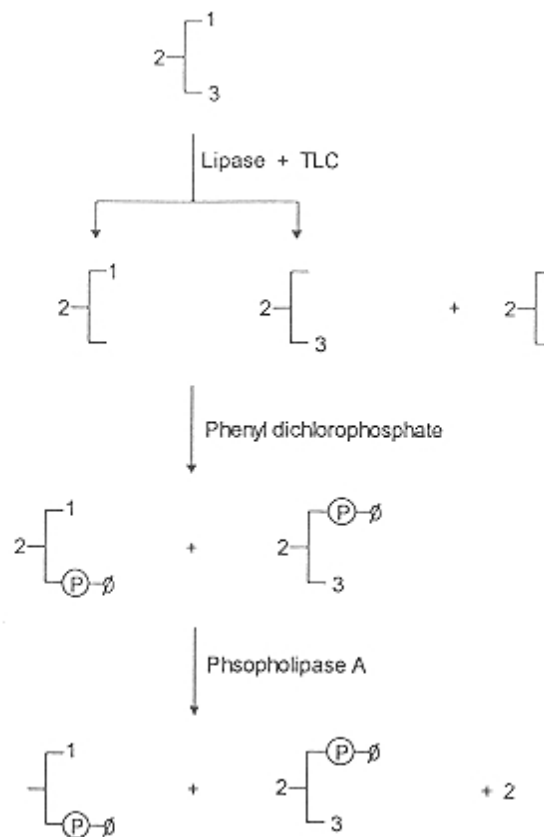 1
2
3
Lipase + TLC
1
2
2
3
+
2
Phenyl dichlorophosphate
1
2
P ø
+
P ø
2
3
Phsopholipase A
1
P ø
+
P ø
2
3
+ 2